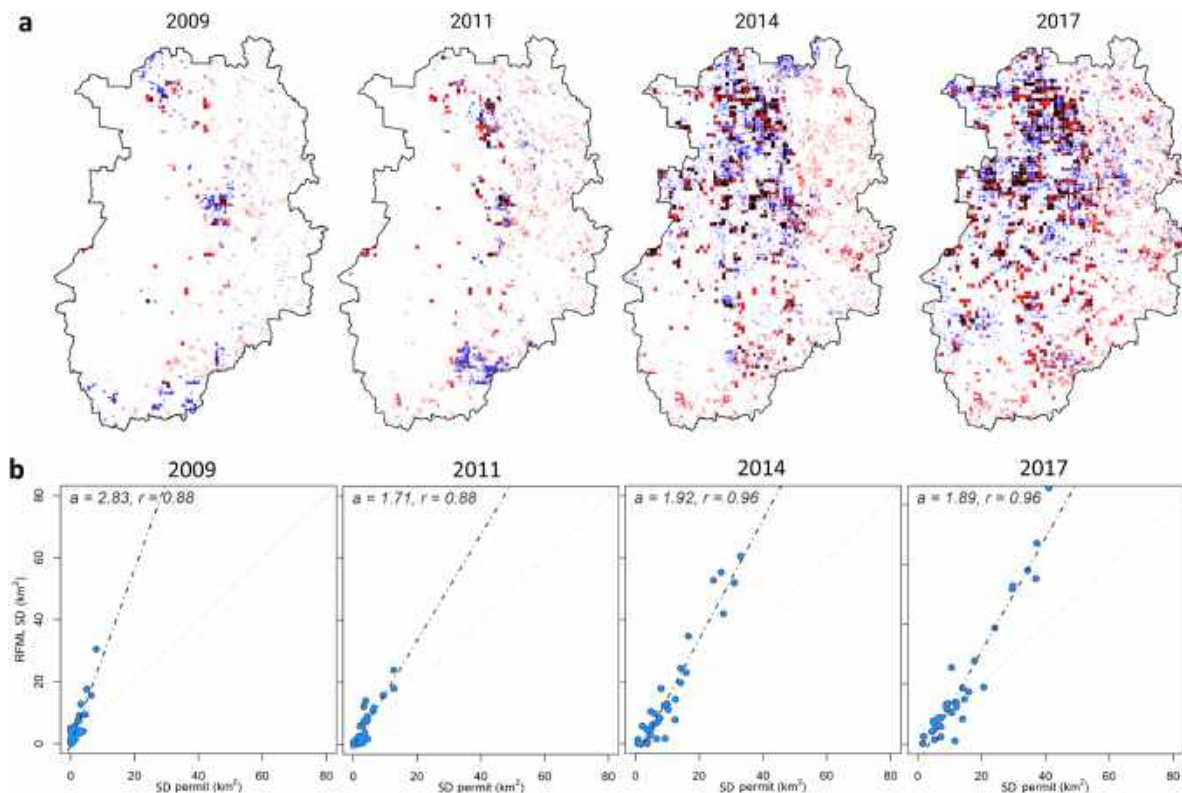 a
2009 2011 2014 2017
b
2009 2011 2014 2017
a = 2.83, r = 0.88 a = 1.71, r = 0.88 a = 1.92, r = 0.96 a = 1.89, r = 0.96
80
60
40
20
0
RFML SD (km²)
0 20 40 60 80 0 20 40 60 80 0 20 40 60 80 0 20 40 60 80
SD permit (km²) SD permit (km²) SD permit (km²) SD permit (km²)